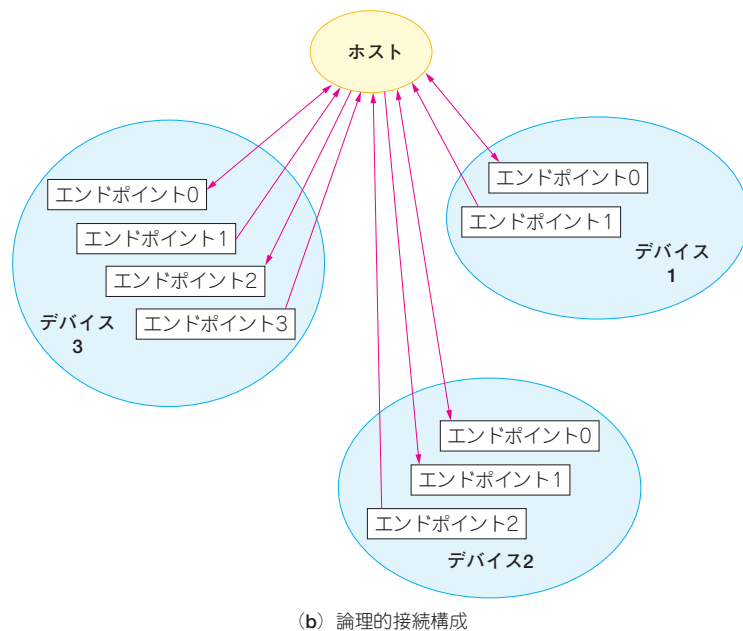 ホスト
エンドポイント0
エンドポイント1
エンドポイント2
エンドポイント3
デバイス
3
エンドポイント0
エンドポイント1
デバイス
1
エンドポイント0
エンドポイント1
エンドポイント2
デバイス2
(b) 論理的接続構成